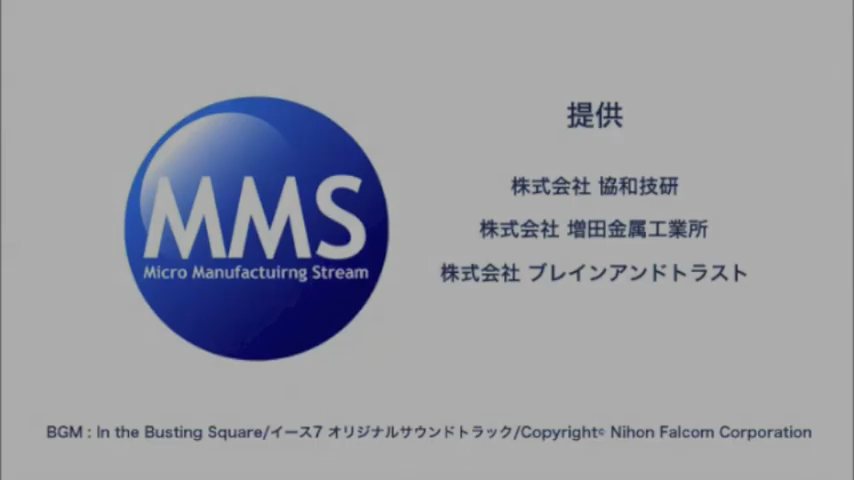 MMS
Micro Manufactuirng Stream
提供
株式会社 協和技研
株式会社 増田金属工業所
株式会社 ブレインアンドトラスト
BGM : In the Busting Square/イース7 オリジナルサウンドトラック/Copyright© Nihon Falcom Corporation